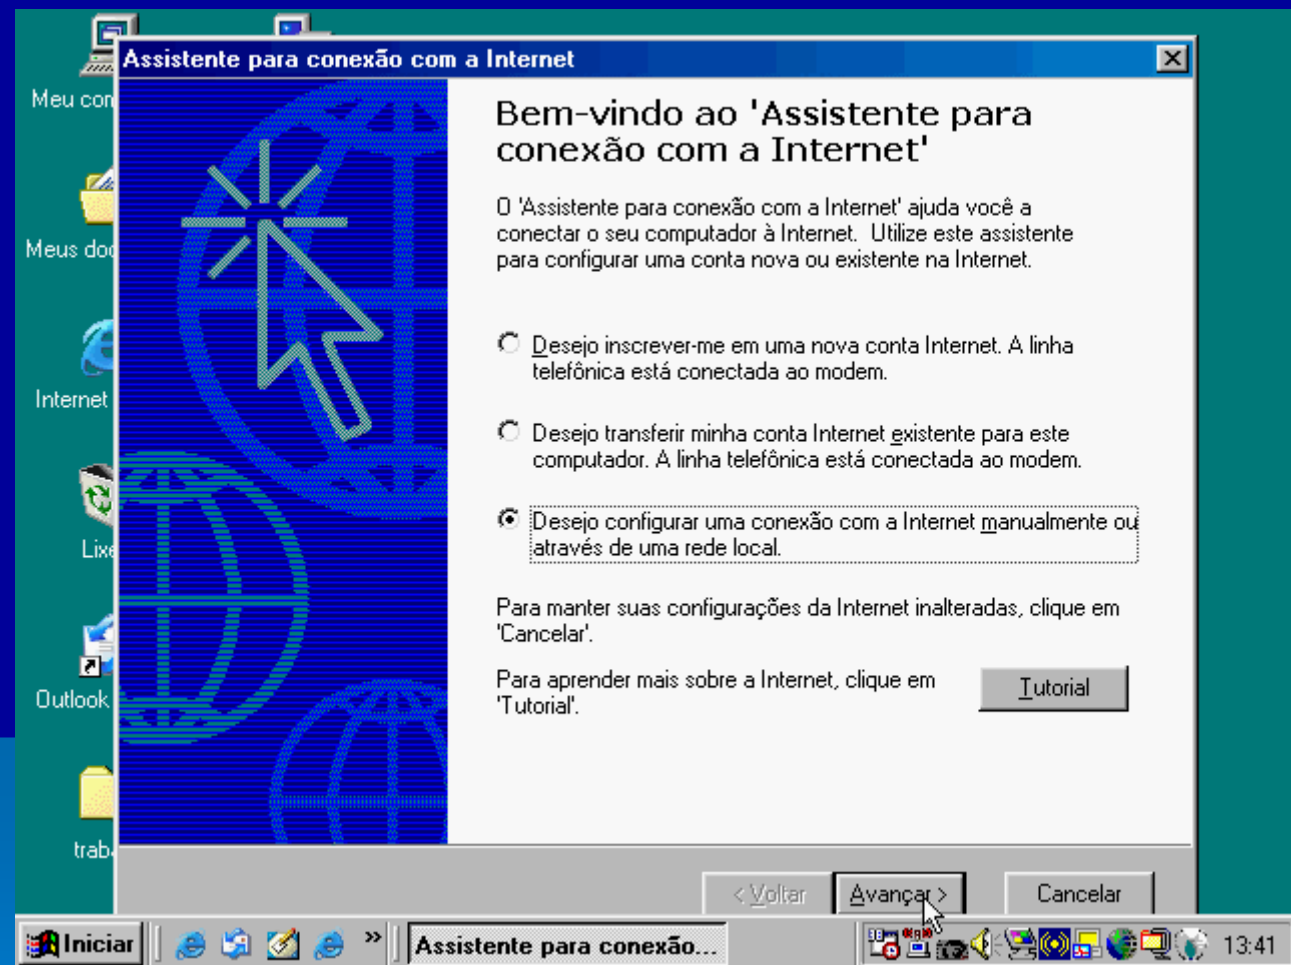 Assistente para conexão com a Internet
Meu com
Meus doc
Internet
Lixe
Outlook
trab
Bem-vindo ao 'Assistente para
conexão com a Internet'
O 'Assistente para conexão com a Internet' ajuda você a
conectar o seu computador à Internet. Utilize este assistente
para configurar uma conta nova ou existente na Internet.
Desejo inscrever-me em uma nova conta Internet. A linha
telefônica está conectada ao modem.
Desejo transferir minha conta Internet existente para este
computador. A linha telefônica está conectada ao modem.
Desejo configurar uma conexão com a Internet manualmente ou
através de uma rede local.
Para manter suas configurações da Internet inalteradas, clique em
'Cancelar'.
Para aprender mais sobre a Internet, clique em
'Tutorial'.
Tutorial
< Voltar
Avançar >
Cancelar
Iniciar
»
Assistente para conexão...
13:41